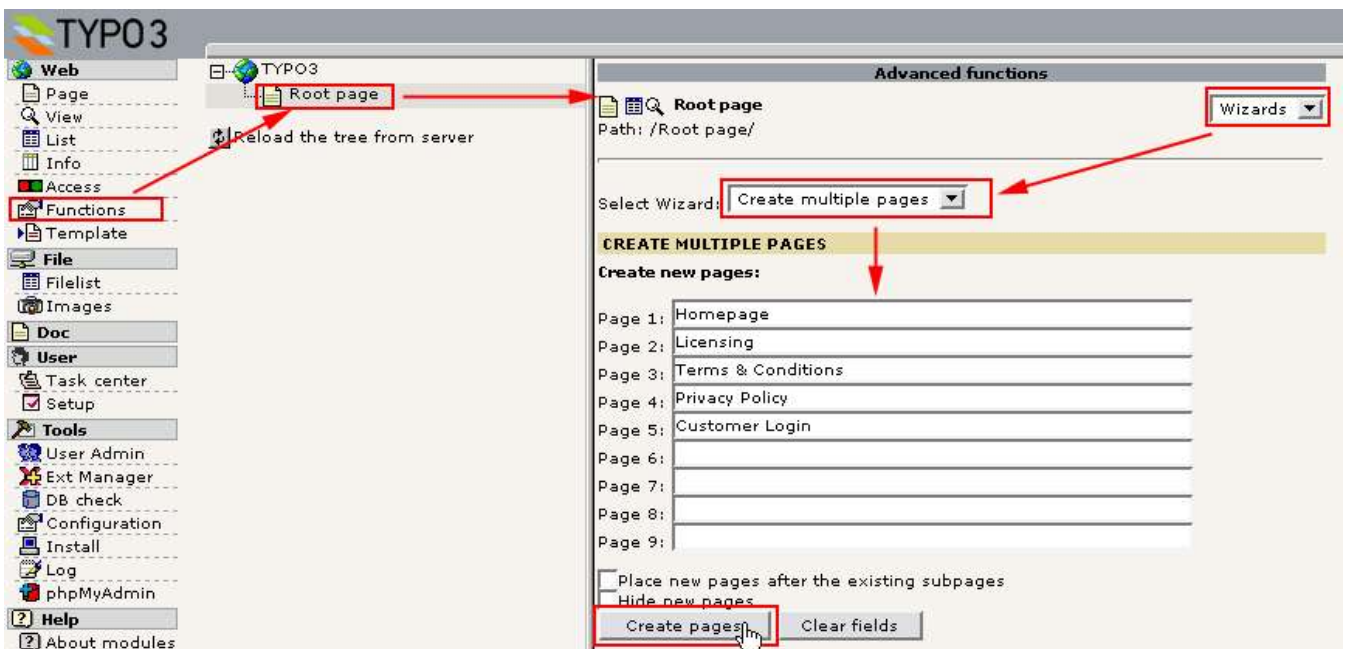 TYPO3
Web
Page
View
List
Info
Access
Functions
Template
File
Filelist
Images
Doc
User
Task center
Setup
Tools
User Admin
Ext Manager
DB check
Configuration
Install
Log
phpMyAdmin
Help
About modules
TYPO3
Root page
Reload the tree from server
Advanced functions
Root page
Wizards
Path: /Root page/
Select Wizard: Create multiple pages
CREATE MULTIPLE PAGES
Create new pages:
Page 1: Homepage
Page 2: Licensing
Page 3: Terms & Conditions
Page 4: Privacy Policy
Page 5: Customer Login
Page 6:
Page 7:
Page 8:
Page 9:
Place new pages after the existing subpages
Hide new pages
Create pages Clear fields